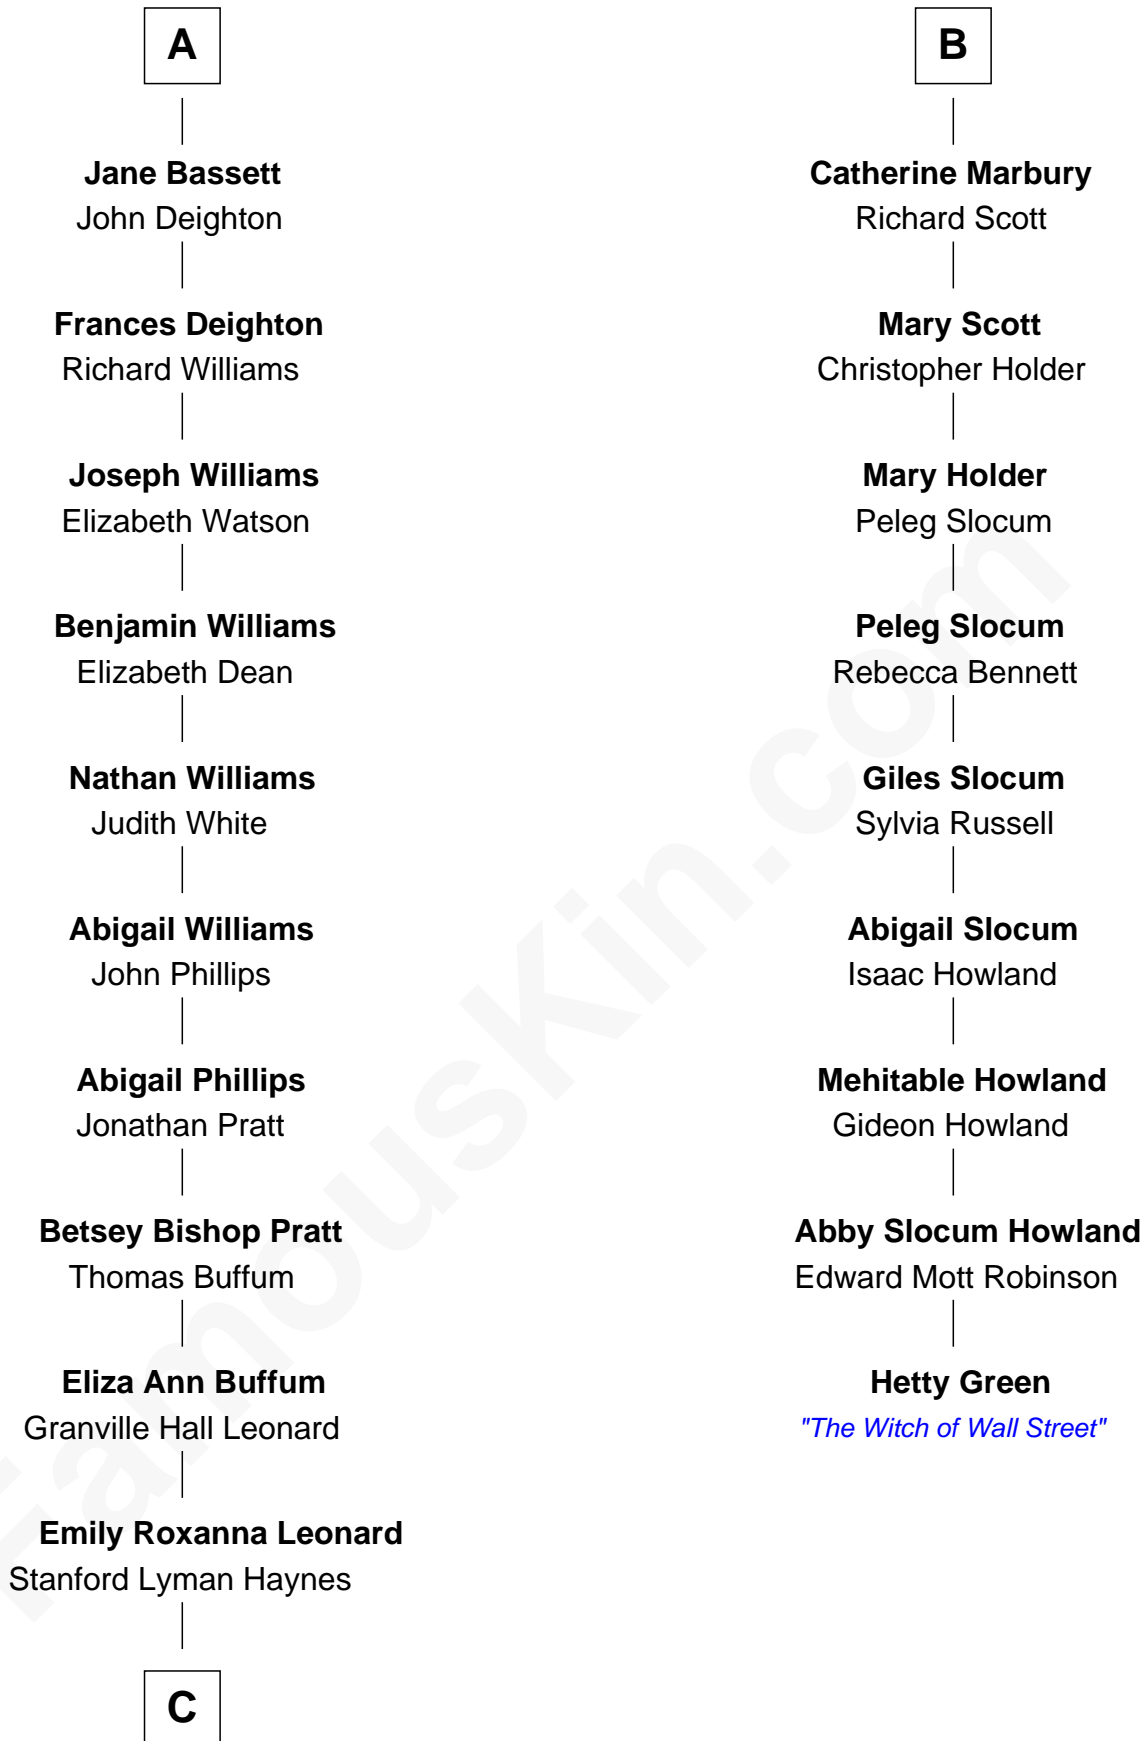 A
Jane Bassett
John Deighton
Frances Deighton
Richard Williams
Joseph Williams
Elizabeth Watson
Benjamin Williams
Elizabeth Dean
Nathan Williams
Judith White
Abigail Williams
John Phillips
Abigail Phillips
Jonathan Pratt
Betsey Bishop Pratt
Thomas Buffum
Eliza Ann Buffum
Granville Hall Leonard
Emily Roxanna Leonard
Stanford Lyman Haynes
C
B
Catherine Marbury
Richard Scott
Mary Scott
Christopher Holder
Mary Holder
Peleg Slocum
Peleg Slocum
Rebecca Bennett
Giles Slocum
Sylvia Russell
Abigail Slocum
Isaac Howland
Mehitable Howland
Gideon Howland
Abby Slocum Howland
Edward Mott Robinson
Hetty Green
"The Witch of Wall Street"
FamousKin.com